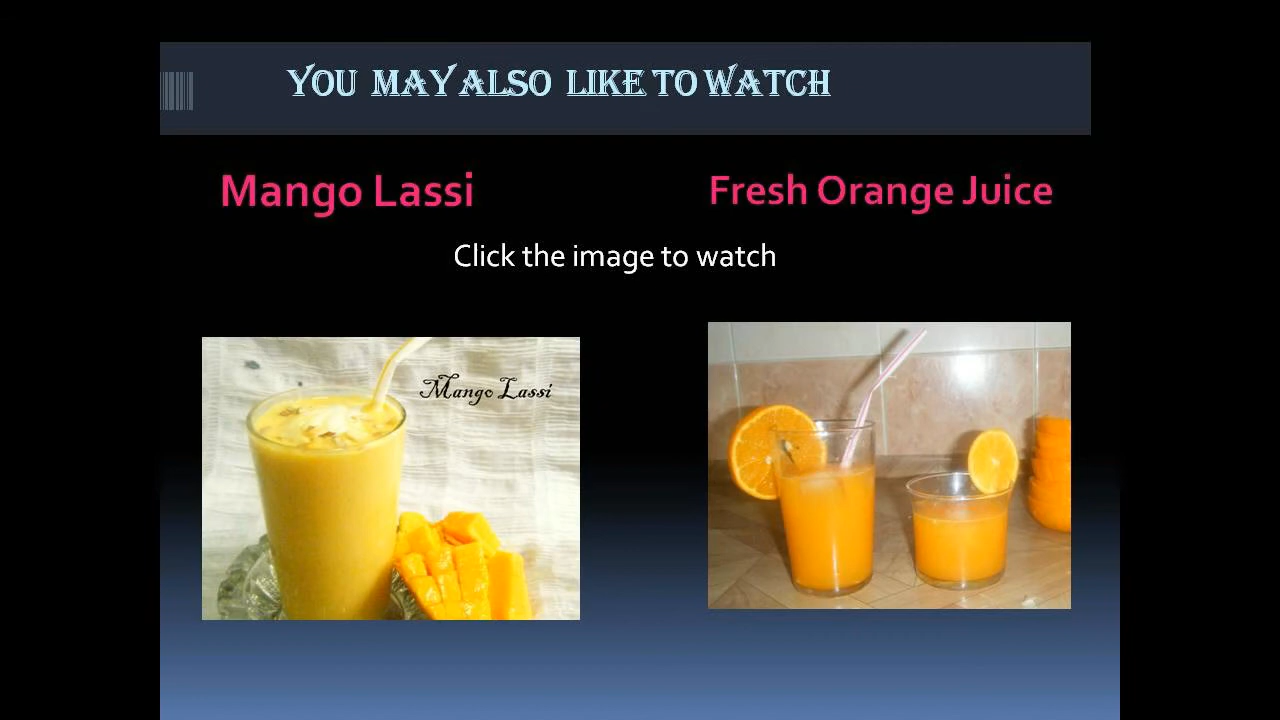 YOU MAY ALSO LIKE TO WATCH
Mango Lassi
Fresh Orange Juice
Click the image to watch
Mango Lassi